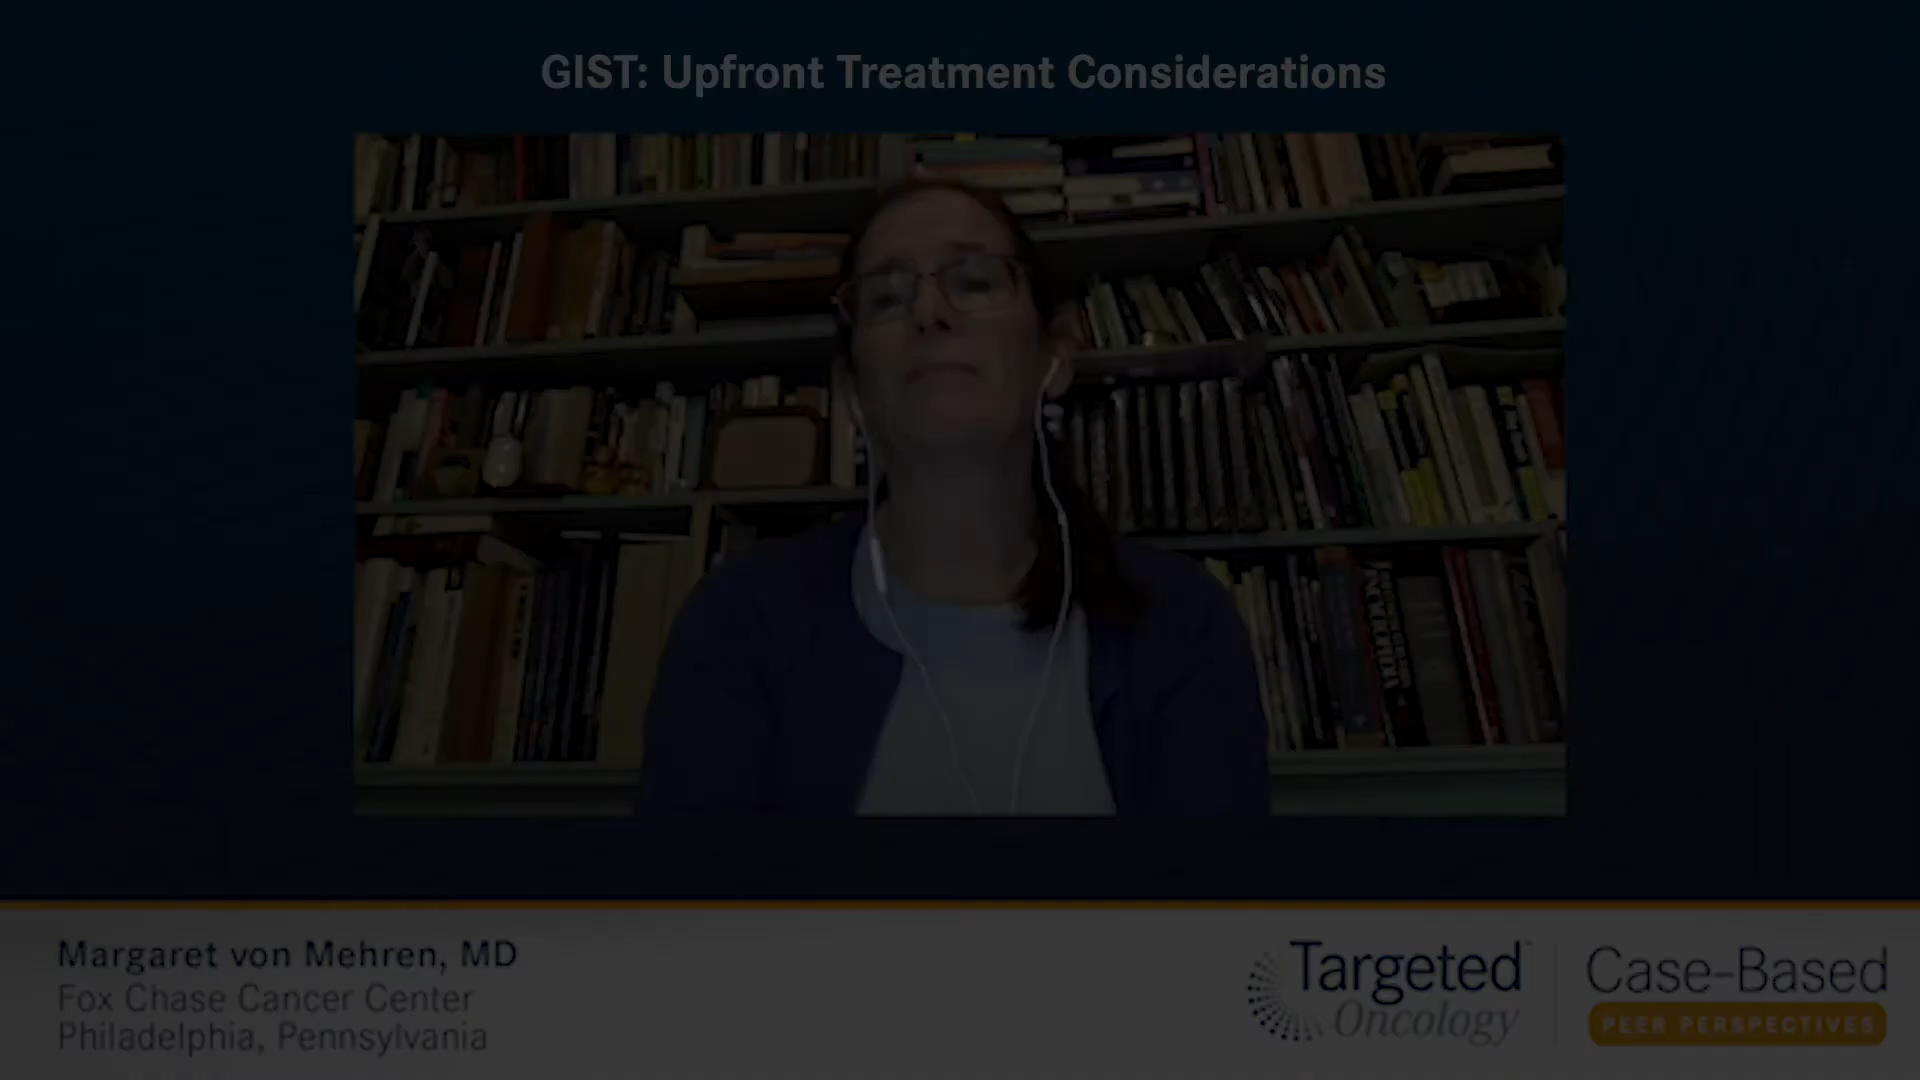 GIST: Upfront Treatment Considerations
Margaret von Mehren, MD
Fox Chase Cancer Center
Philadelphia, Pennsylvania
Targeted
Oncology
Case-Based
PEER PERSPECTIVES